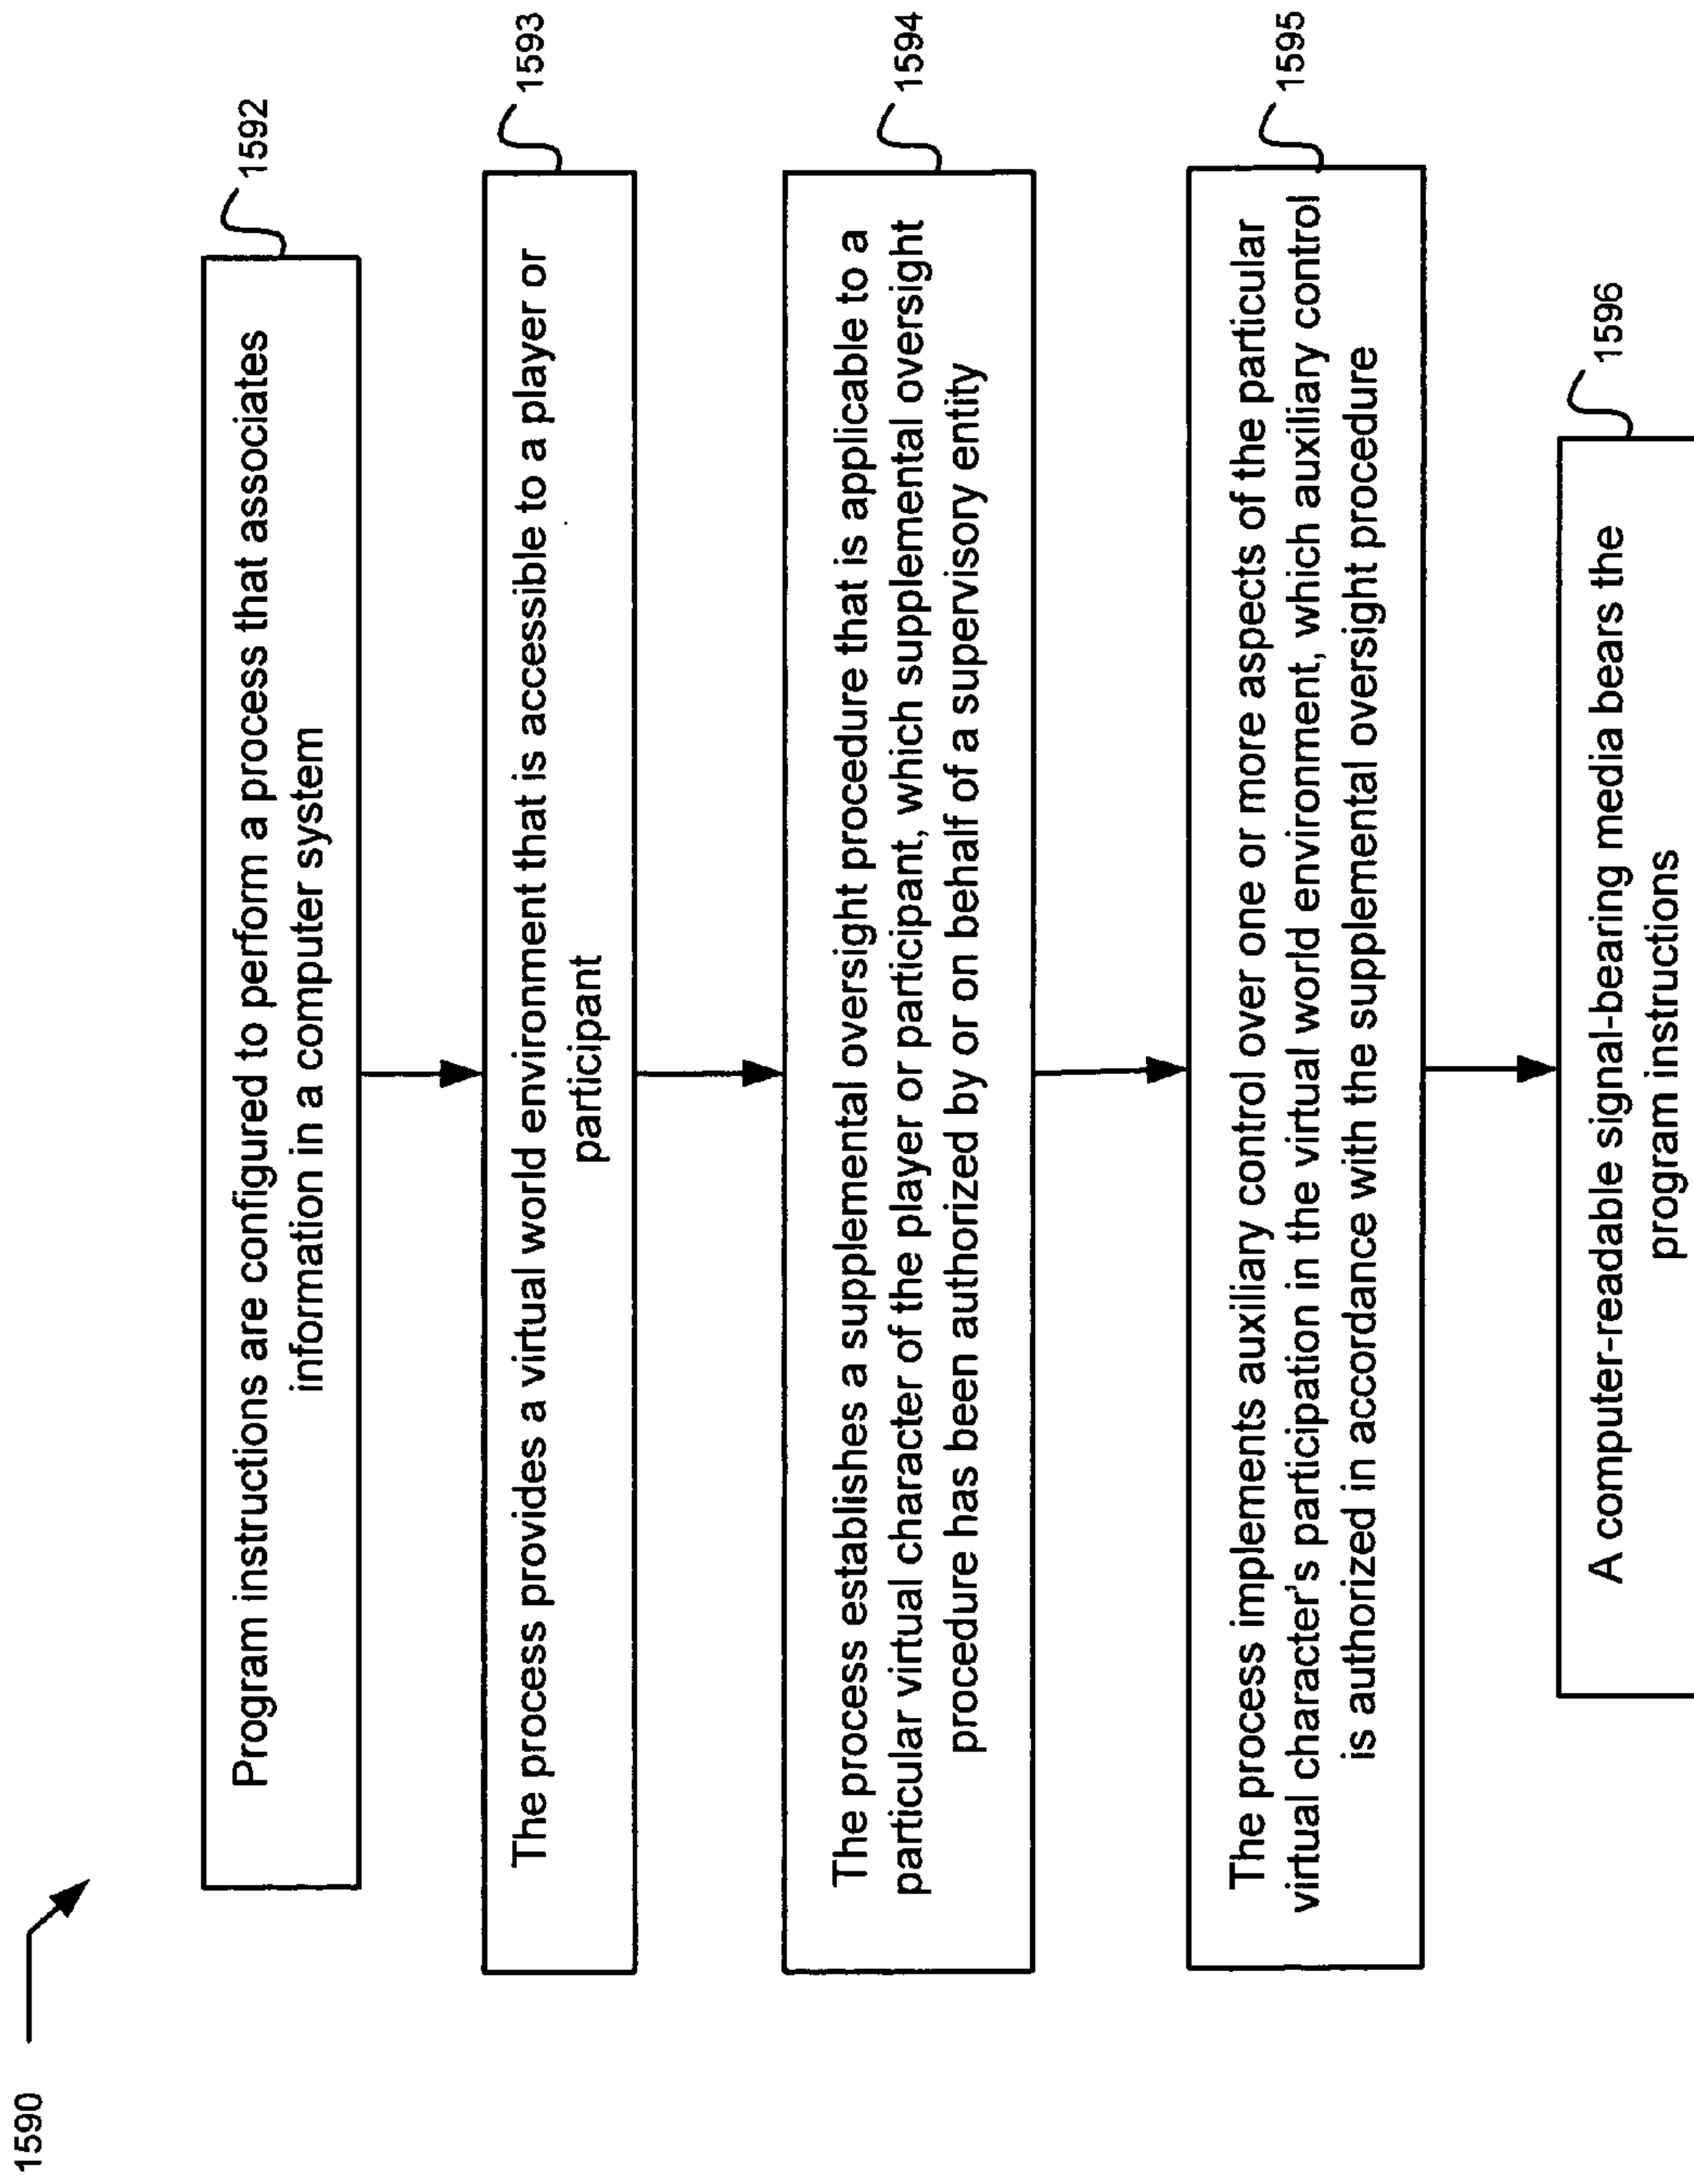 1590
1592
Program instructions are configured to perform a process that associates
information in a computer system
1593
The process provides a virtual world environment that is accessible to a player or
participant
1594
The process establishes a supplemental oversight procedure that is applicable to a
particular virtual character of the player or participant, which supplemental oversight
procedure has been authorized by or on behalf of a supervisory entity
1595
The process implements auxiliary control over one or more aspects of the particular
virtual character's participation in the virtual world environment, which auxiliary control
is authorized in accordance with the supplemental oversight procedure
1596
A computer-readable signal-bearing media bears the
program instructions